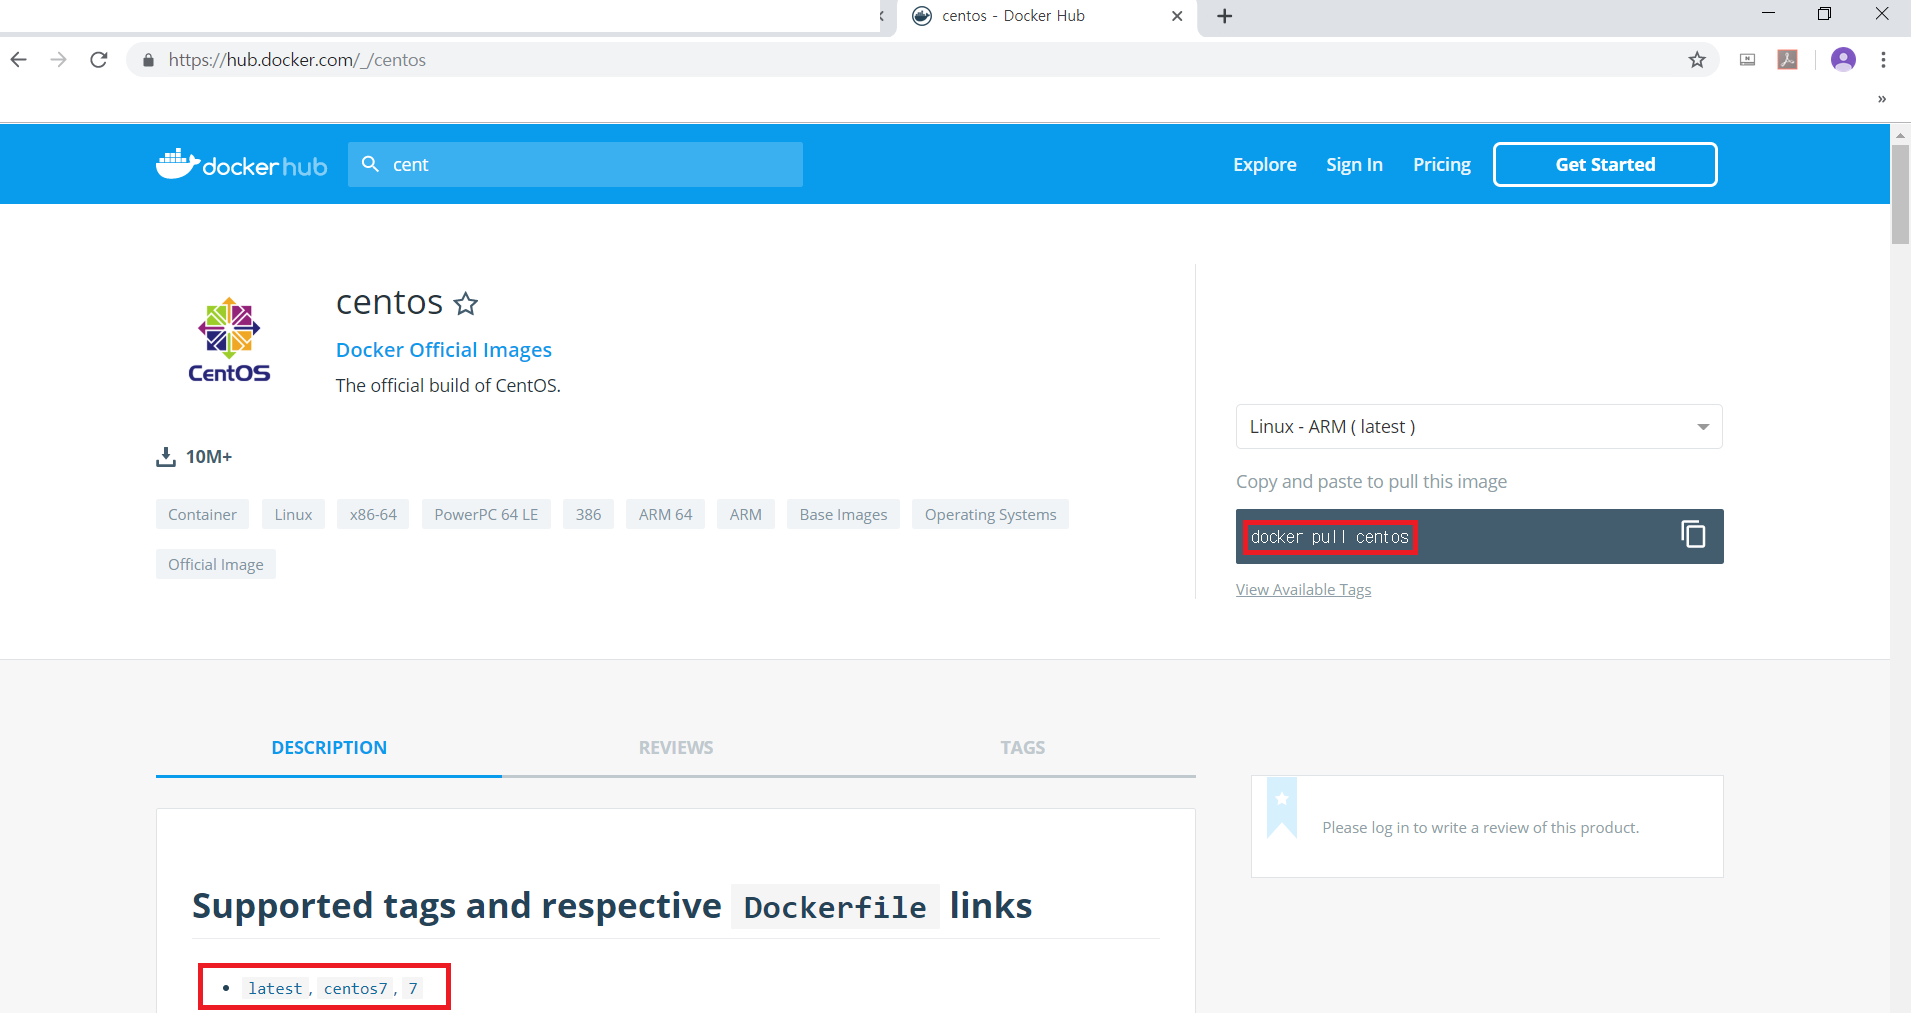 centos - Docker Hub
https://hub.docker.com/_/centos
»
docker hub
cent
Explore Sign In Pricing Get Started
centos
Docker Official Images
The official build of CentOS.
CentOS
10M+
Container Linux x86-64 PowerPC 64 LE 386 ARM 64 ARM Base Images Operating Systems
Official Image
Linux - ARM ( latest )
Copy and paste to pull this image
docker pull centos
View Available Tags
DESCRIPTION REVIEWS TAGS
Please log in to write a review of this product.
Supported tags and respective Dockerfile links
• latest, centos7, 7